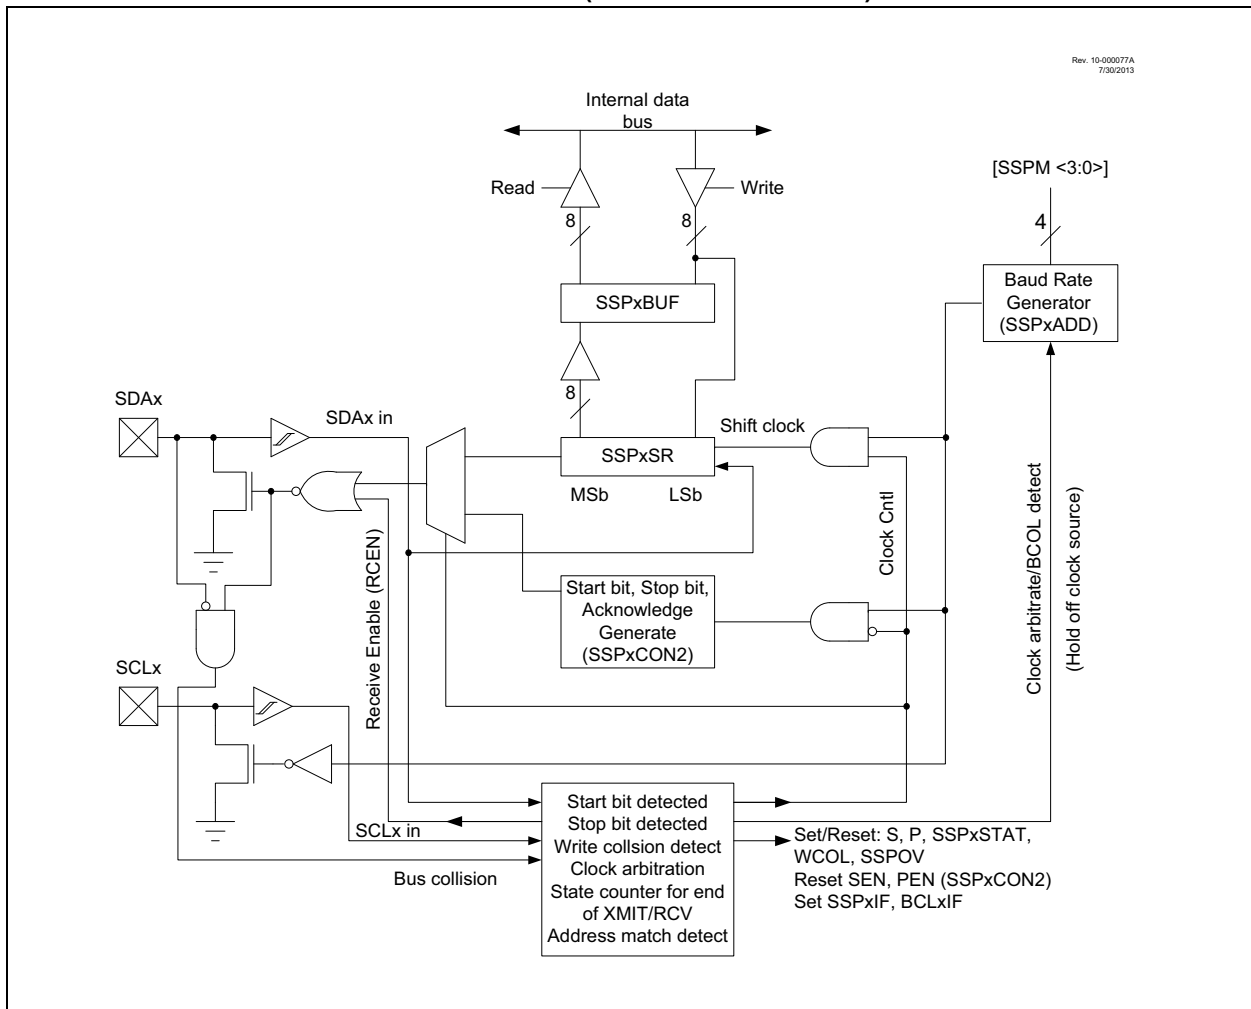 Rev. 10-000077A
7/30/2013
Internal data
bus
[SSPM <3:0>]
Read
Write
8
8
4
SSPxBUF
Baud Rate
Generator
(SSPxADD)
8
SDAx
SDAx in
Shift clock
SSPxSR
MSb
LSb
Receive Enable (RCEN)
Clock Cntl
Clock arbitrate/BCOL detect
(Hold off clock source)
Start bit, Stop bit,
Acknowledge
Generate
(SSPxCON2)
SCLx
SCLx in
Bus collision
Start bit detected
Stop bit detected
Write collsion detect
Clock arbitration
State counter for end
of XMIT/RCV
Address match detect
Set/Reset: S, P, SSPxSTAT,
WCOL, SSPOV
Reset SEN, PEN (SSPxCON2)
Set SSPxIF, BCLxIF